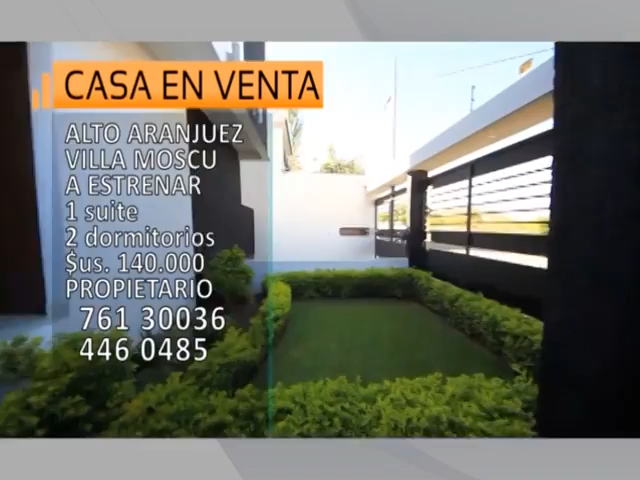 CASA EN VENTA
ALTO ARANJUEZ
VILLA MOSCU
A ESTRENAR
1 suite
2 dormitorios
$us. 140.000
PROPIETARIO
761 30036
446 0485